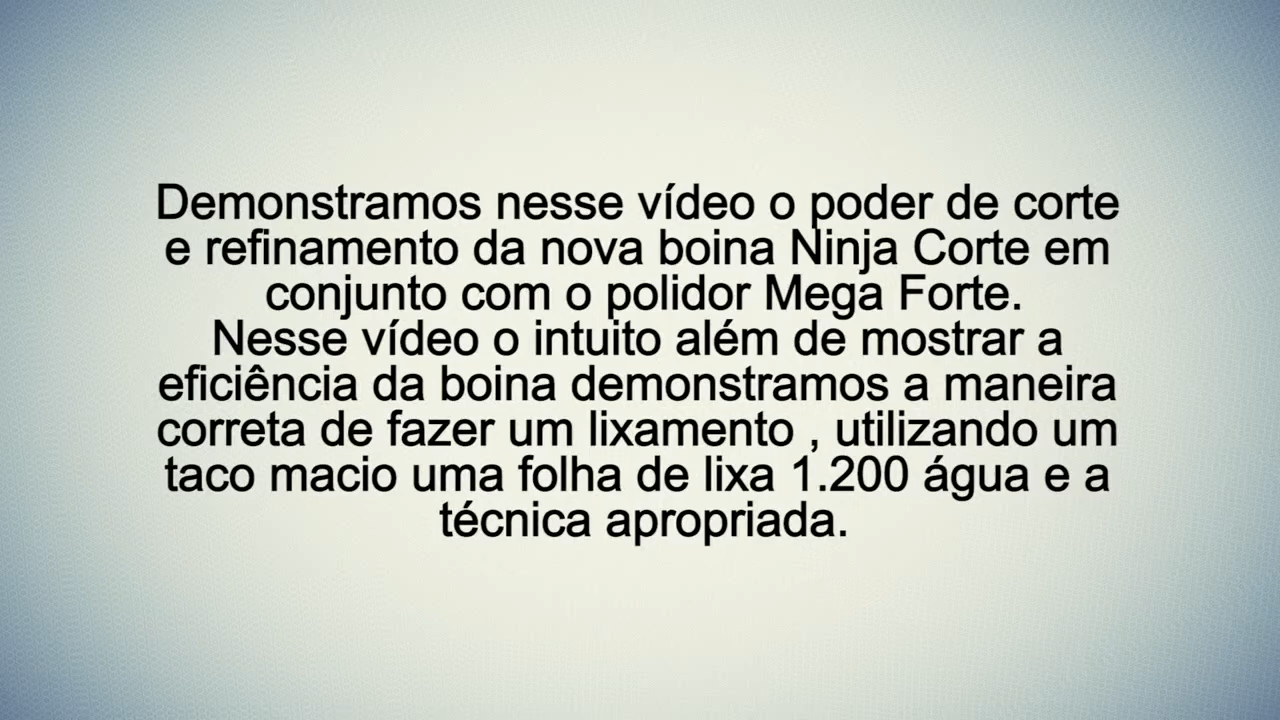 Demonstramos nesse vídeo o poder de corte
e refinamento da nova boina Ninja Corte em
conjunto com o polidor Mega Forte.
Nesse vídeo o intuito além de mostrar a
eficiência da boina demonstramos a maneira
correta de fazer um lixamento , utilizando um
taco macio uma folha de lixa 1.200 água e a
técnica apropriada.